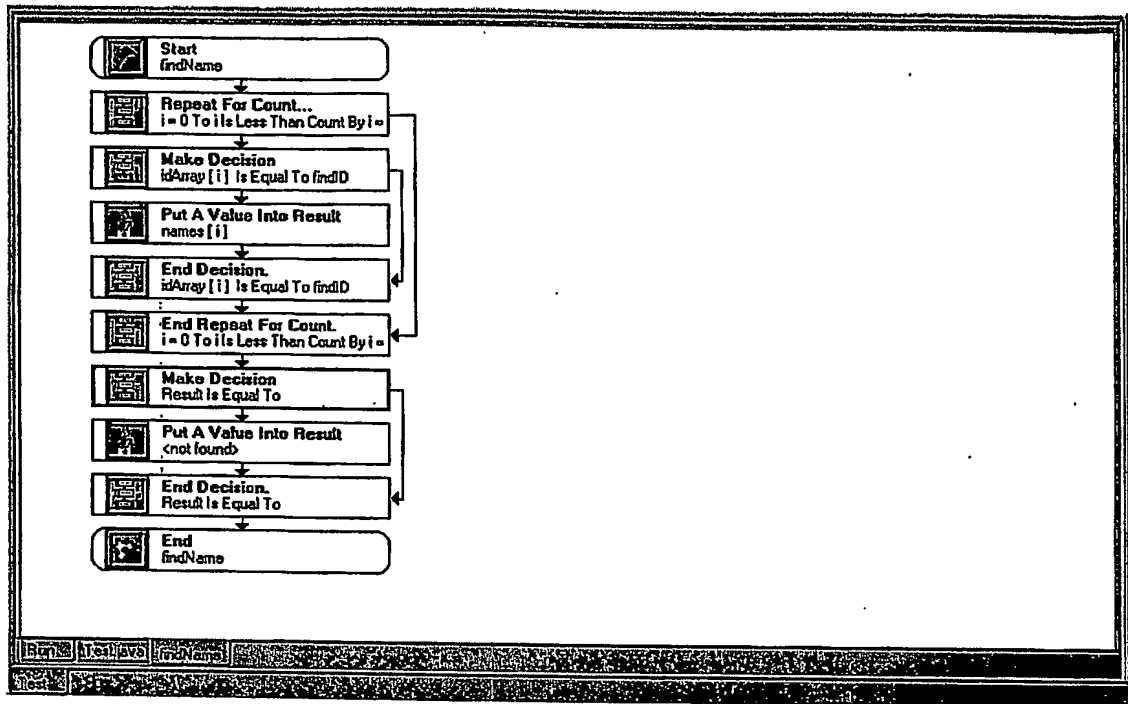 Start
findName
Repeat For Count...
i = 0 To i Is Less Than Count By i =
Make Decision
idArray [ i ] Is Equal To findID
Put A Value Into Result
names [ i ]
End Decision.
idArray [ i ] Is Equal To findID
End Repeat For Count.
i = 0 To i Is Less Than Count By i =
Make Decision
Result Is Equal To
Put A Value Into Result
<not found>
End Decision.
Result Is Equal To
End
findName
Run
findName
Test